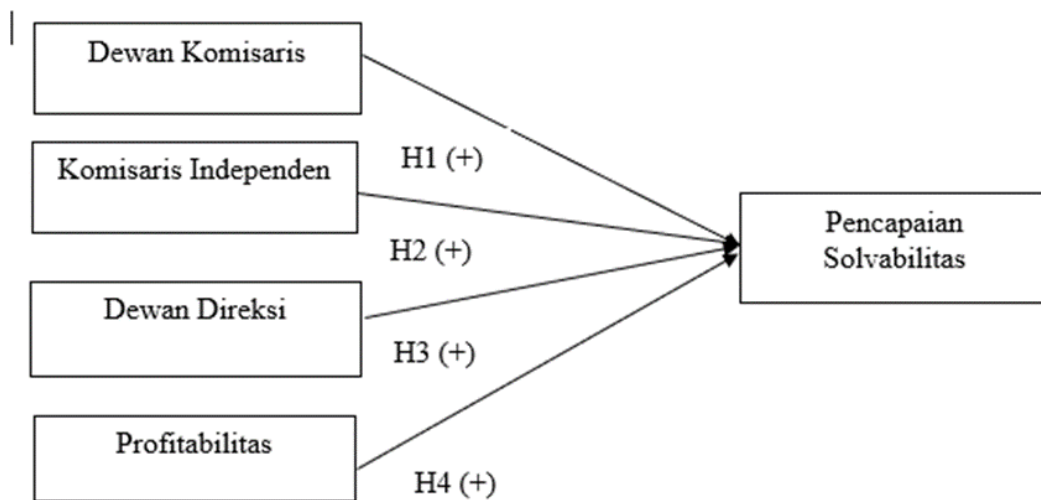 Dewan Komisaris
H1 (+)
Komisaris Independen
H2 (+)
Dewan Direksi
H3 (+)
Profitabilitas
H4 (+)
Pencapaian
Solvabilitas